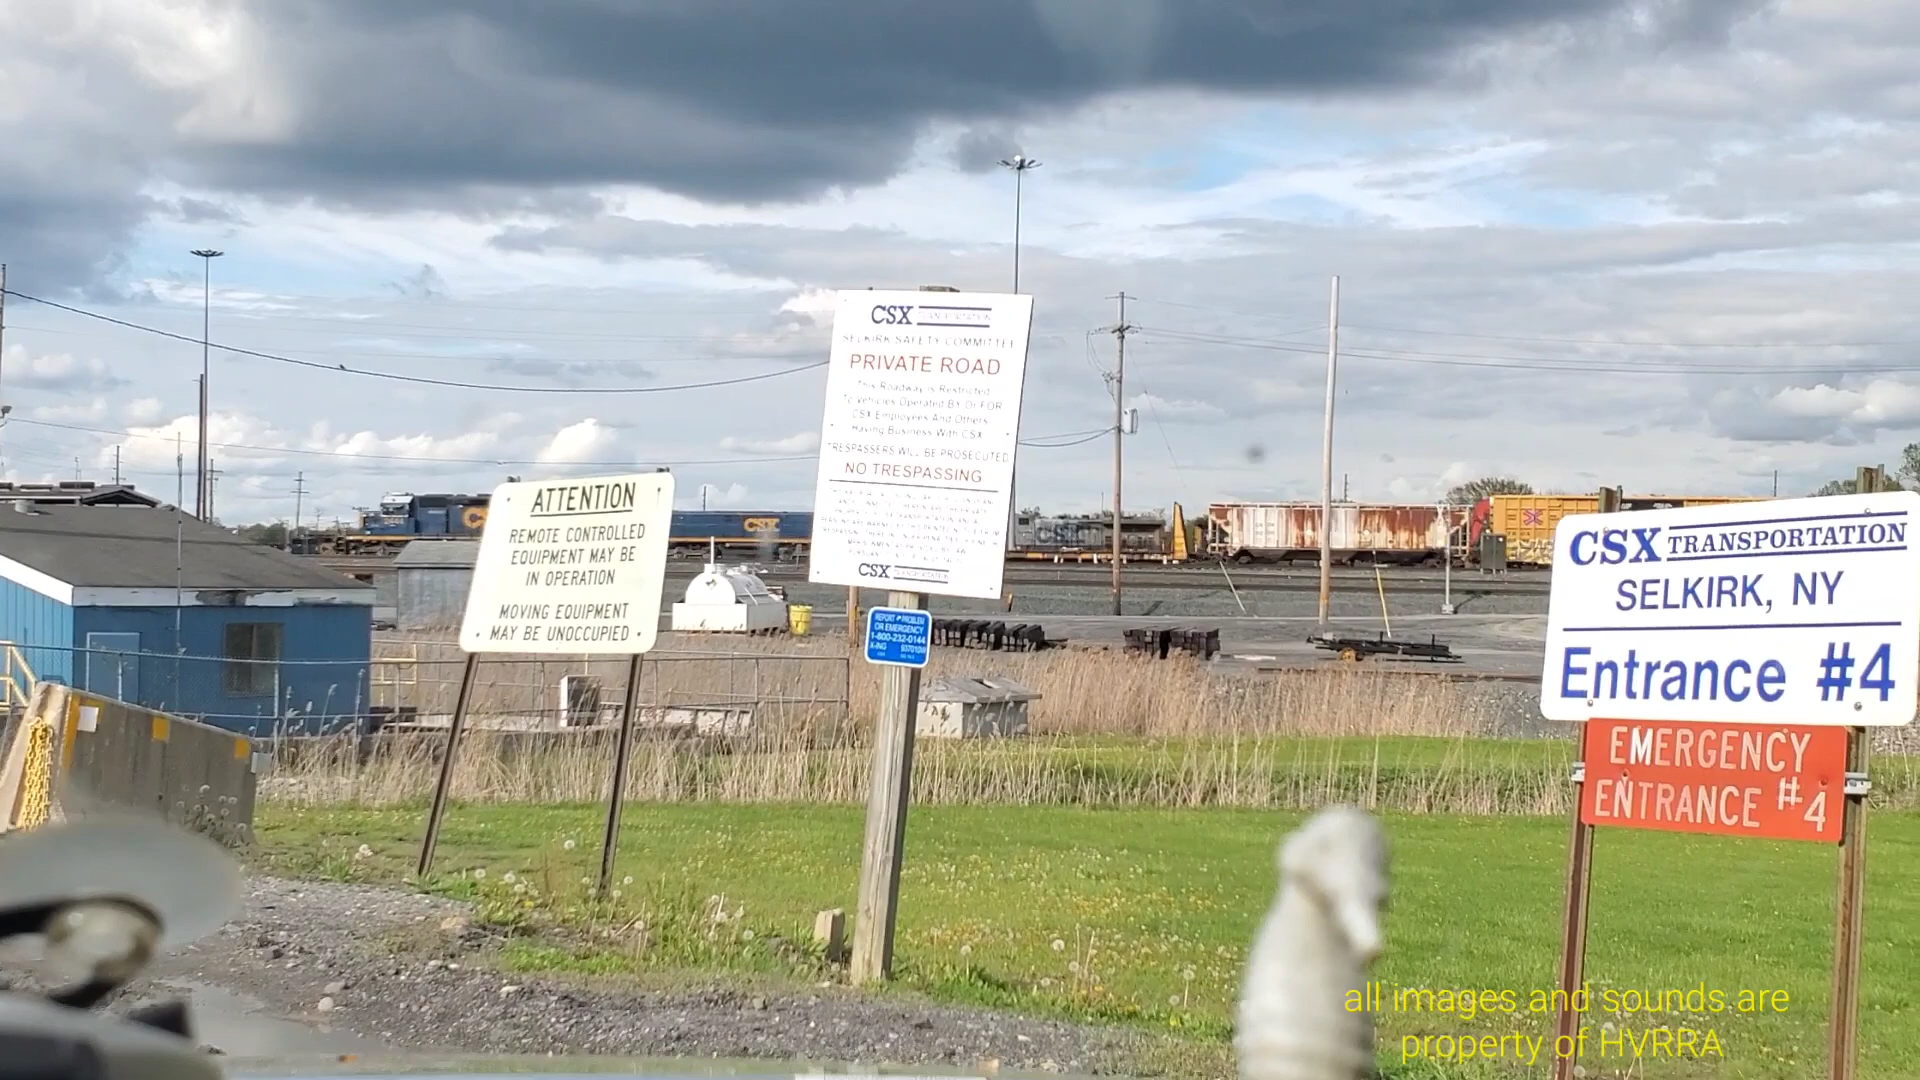 ATTENTION
REMOTE CONTROLLED
EQUIPMENT MAY BE
IN OPERATION
MOVING EQUIPMENT
MAY BE UNOCCUPIED
CSX TRANSPORTATION
SELKIRK SAFETY COMMITTEE
PRIVATE ROAD
This Roadway is Restricted
To Vehicles Operated BY Or FOR
CSX Employees And Others
Having Business With CSX
TRESPASSERS WILL BE PROSECUTED
NO TRESPASSING
CSX TRANSPORTATION
REPORT PROBLEM
OR EMERGENCY
1-800-232-0144
X-ING
CSX
CSX
CSX TRANSPORTATION
SELKIRK, NY
Entrance #4
EMERGENCY
ENTRANCE #4
all images and sounds are
property of HVRRA